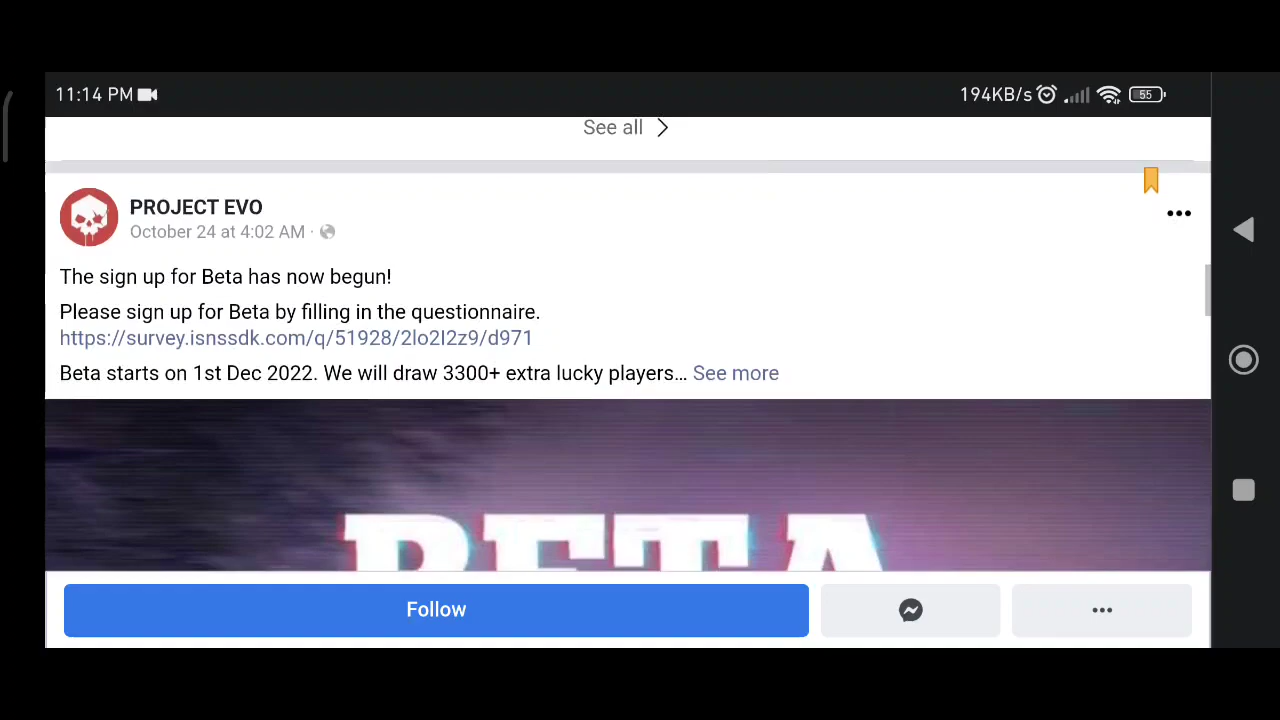 11:14 PM
194KB/s
55
See all
PROJECT EVO
October 24 at 4:02 AM ·
The sign up for Beta has now begun!
Please sign up for Beta by filling in the questionnaire.
https://survey.isnssdk.com/q/51928/2lo2I2z9/d971
Beta starts on 1st Dec 2022. We will draw 3300+ extra lucky players... See more
BETA
Follow